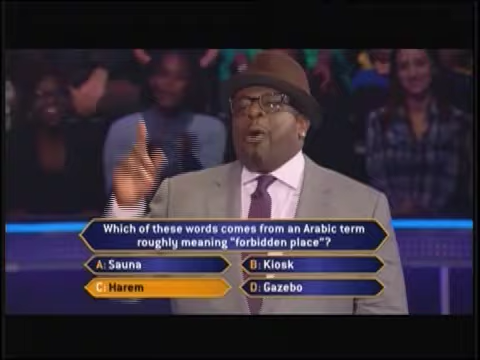 Which of these words comes from an Arabic term
roughly meaning "forbidden place"?
A: Sauna
B: Kiosk
C: Harem
D: Gazebo